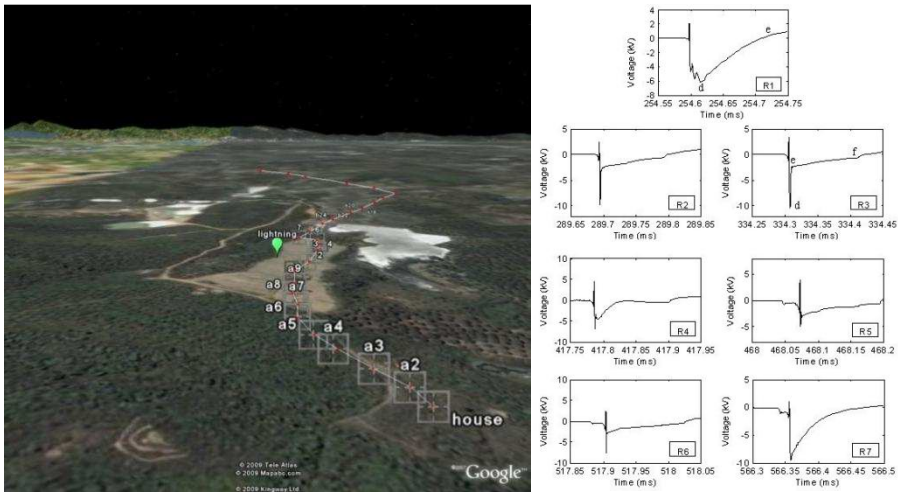 lightning
3
4
2
a9
a8
a7
a6
a5
a4
a3
a2
house
© 2009 Tele Atlas
© 2009 Mapabc.com
© 2009 Kingway Ltd
Google
4
2
0
-2
-4
-6
-8
Voltage (kV)
e
d
R1
254.55
254.6
254.65
254.7
254.75
Time (ms)
5
0
-5
-10
Voltage (kV)
R2
289.65
289.7
289.75
289.8
289.85
Time (ms)
5
0
-5
-10
Voltage (kV)
e
f
d
R3
334.25
334.3
334.35
334.4
334.45
Time (ms)
10
5
0
-5
-10
Voltage (kV)
R4
417.75
417.8
417.85
417.9
417.95
Time (ms)
5
0
-5
-10
Voltage (kV)
R5
468
468.05
468.1
468.15
468.2
Time (ms)
10
5
0
-5
-10
Voltage (kV)
R6
517.85
517.9
517.95
518
518.05
Time (ms)
5
0
-5
-10
Voltage (kV)
R7
566.3
566.35
566.4
566.45
566.5
Time (ms)